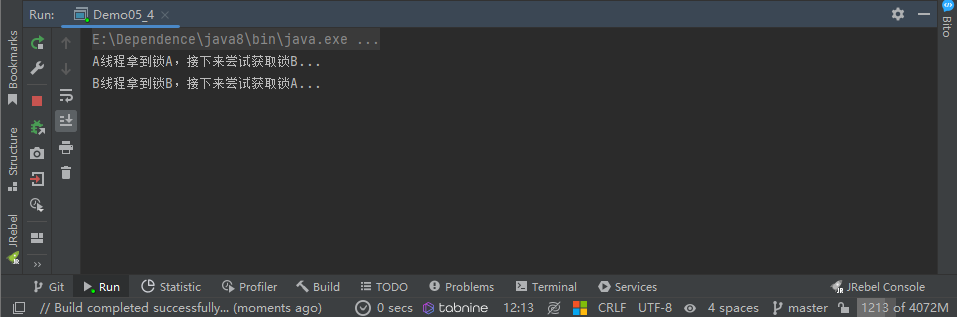 Run: Demo05_4
E:\Dependence\java8\bin\java.exe ...
A线程拿到锁A，接下来尝试获取锁B...
B线程拿到锁B，接下来尝试获取锁A...
Bookmarks
Structure
JRebel
Bito
Git Run Statistic Profiler Build TODO Problems Terminal Services JRebel Console
// Build completed successfully... (moments ago) 0 secs tabnine 12:13 CRLF UTF-8 4 spaces master 1213 of 4072M